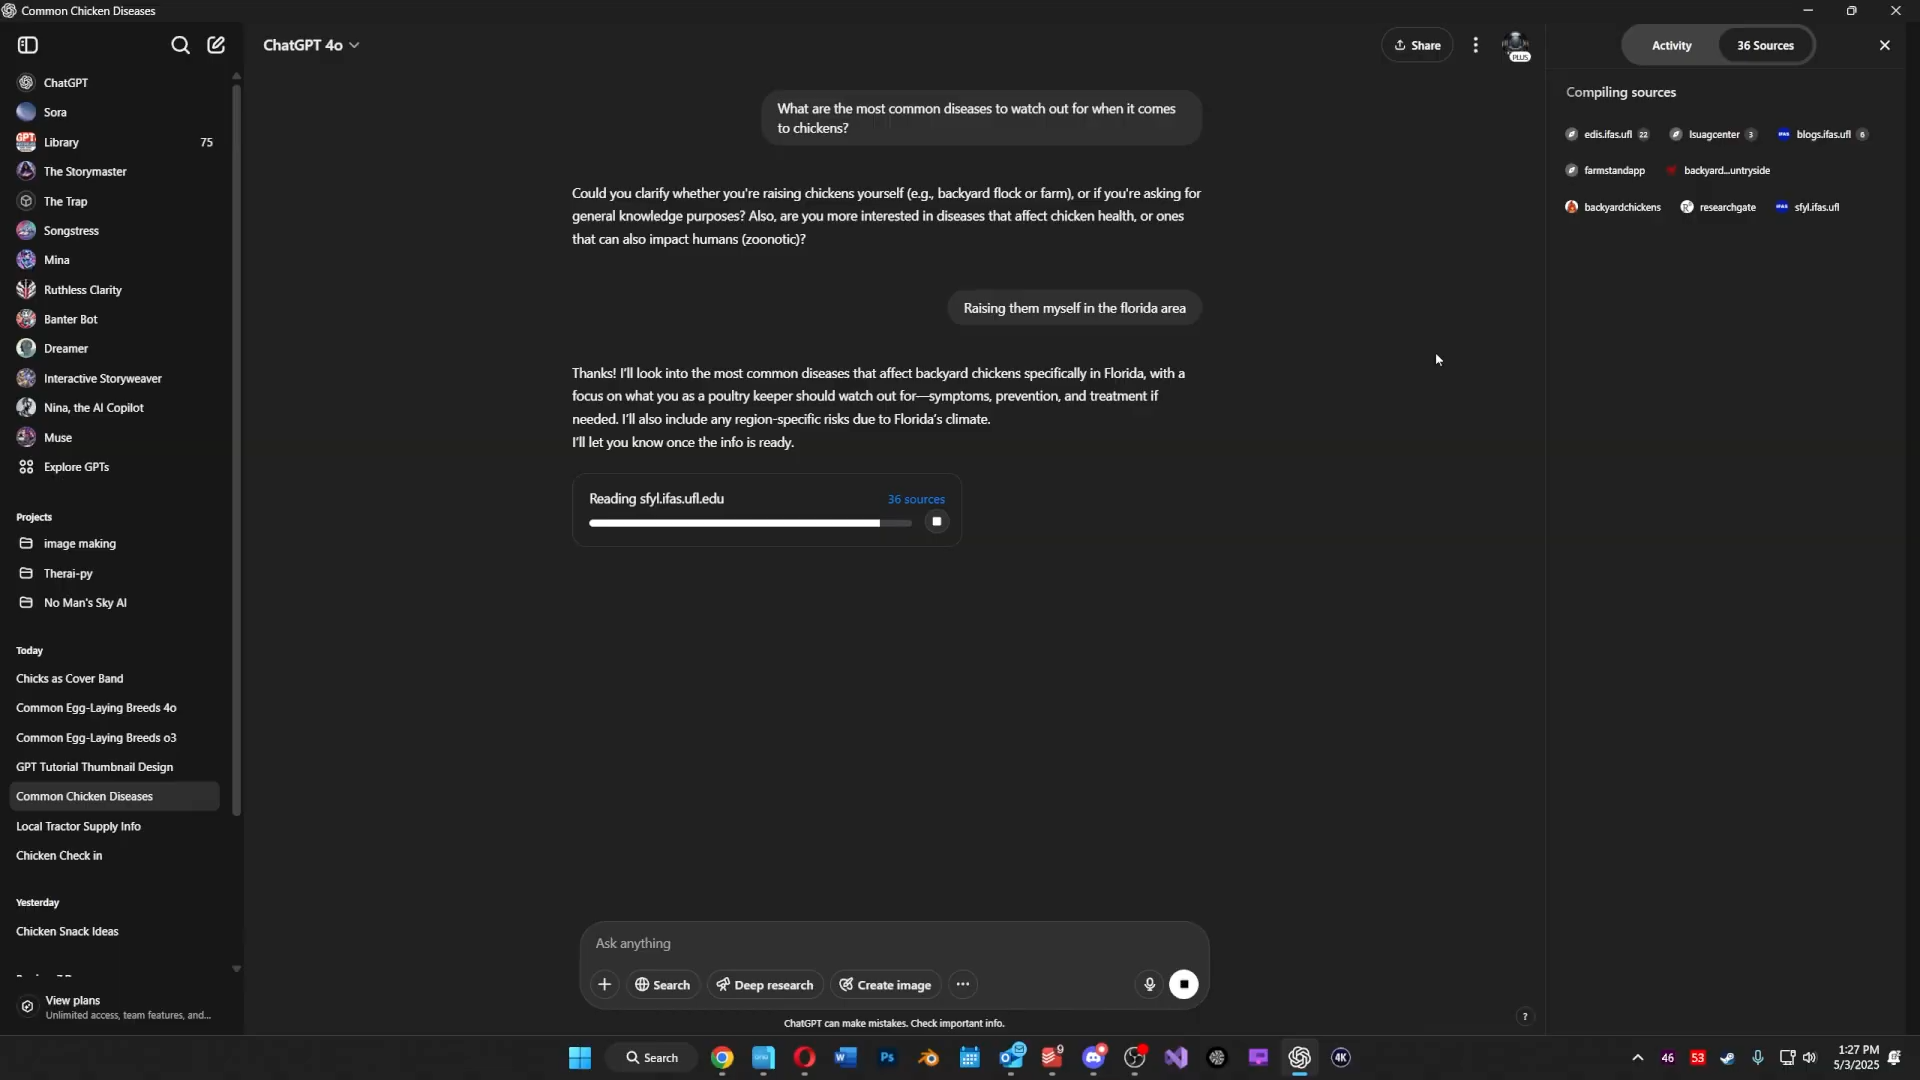 Common Chicken Diseases
ChatGPT 4o
Share
PLUS
Activity
36 Sources
ChatGPT
Sora
Library 75
The Storymaster
The Trap
Songstress
Mina
Ruthless Clarity
Banter Bot
Dreamer
Interactive Storyweaver
Nina, the AI Copilot
Muse
Explore GPTs
Projects
image making
Therai-py
No Man's Sky AI
Today
Chicks as Cover Band
Common Egg-Laying Breeds 4o
Common Egg-Laying Breeds o3
GPT Tutorial Thumbnail Design
Common Chicken Diseases
Local Tractor Supply Info
Chicken Check in
Yesterday
Chicken Snack Ideas
View plans
Unlimited access, team features, and...
What are the most common diseases to watch out for when it comes
to chickens?
Could you clarify whether you're raising chickens yourself (e.g., backyard flock or farm), or if you're asking for
general knowledge purposes? Also, are you more interested in diseases that affect chicken health, or ones
that can also impact humans (zoonotic)?
Raising them myself in the florida area
Thanks! I'll look into the most common diseases that affect backyard chickens specifically in Florida, with a
focus on what you as a poultry keeper should watch out for—symptoms, prevention, and treatment if
needed. I'll also include any region-specific risks due to Florida's climate.
I'll let you know once the info is ready.
Reading sfyl.ifas.ufl.edu 36 sources
Ask anything
Search
Deep research
Create image
ChatGPT can make mistakes. Check important info.
?
Compiling sources
edis.ifas.ufl 22 lsuagcenter 3 blogs.ifas.ufl 6
farmstandapp backyard...untryside
backyardchickens researchgate sfyl.ifas.ufl
Search
W
Ps
9
4K
46
53
1:27 PM
5/3/2025